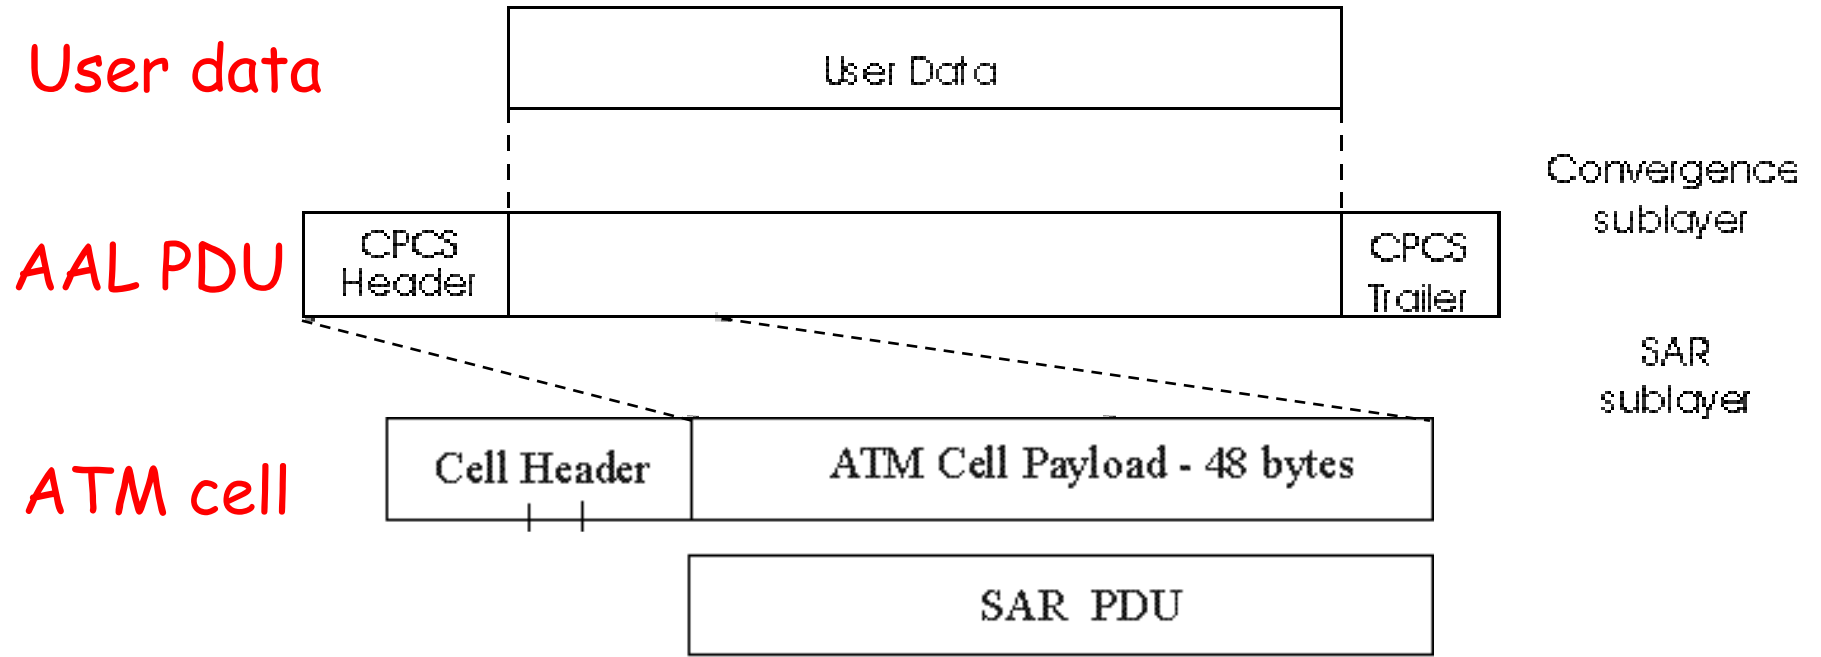 User data
User Data
Convergence
sublayer
AAL PDU
CPCS
Header
CPCS
Trailer
SAR
sublayer
ATM cell
Cell Header
ATM Cell Payload - 48 bytes
SAR PDU